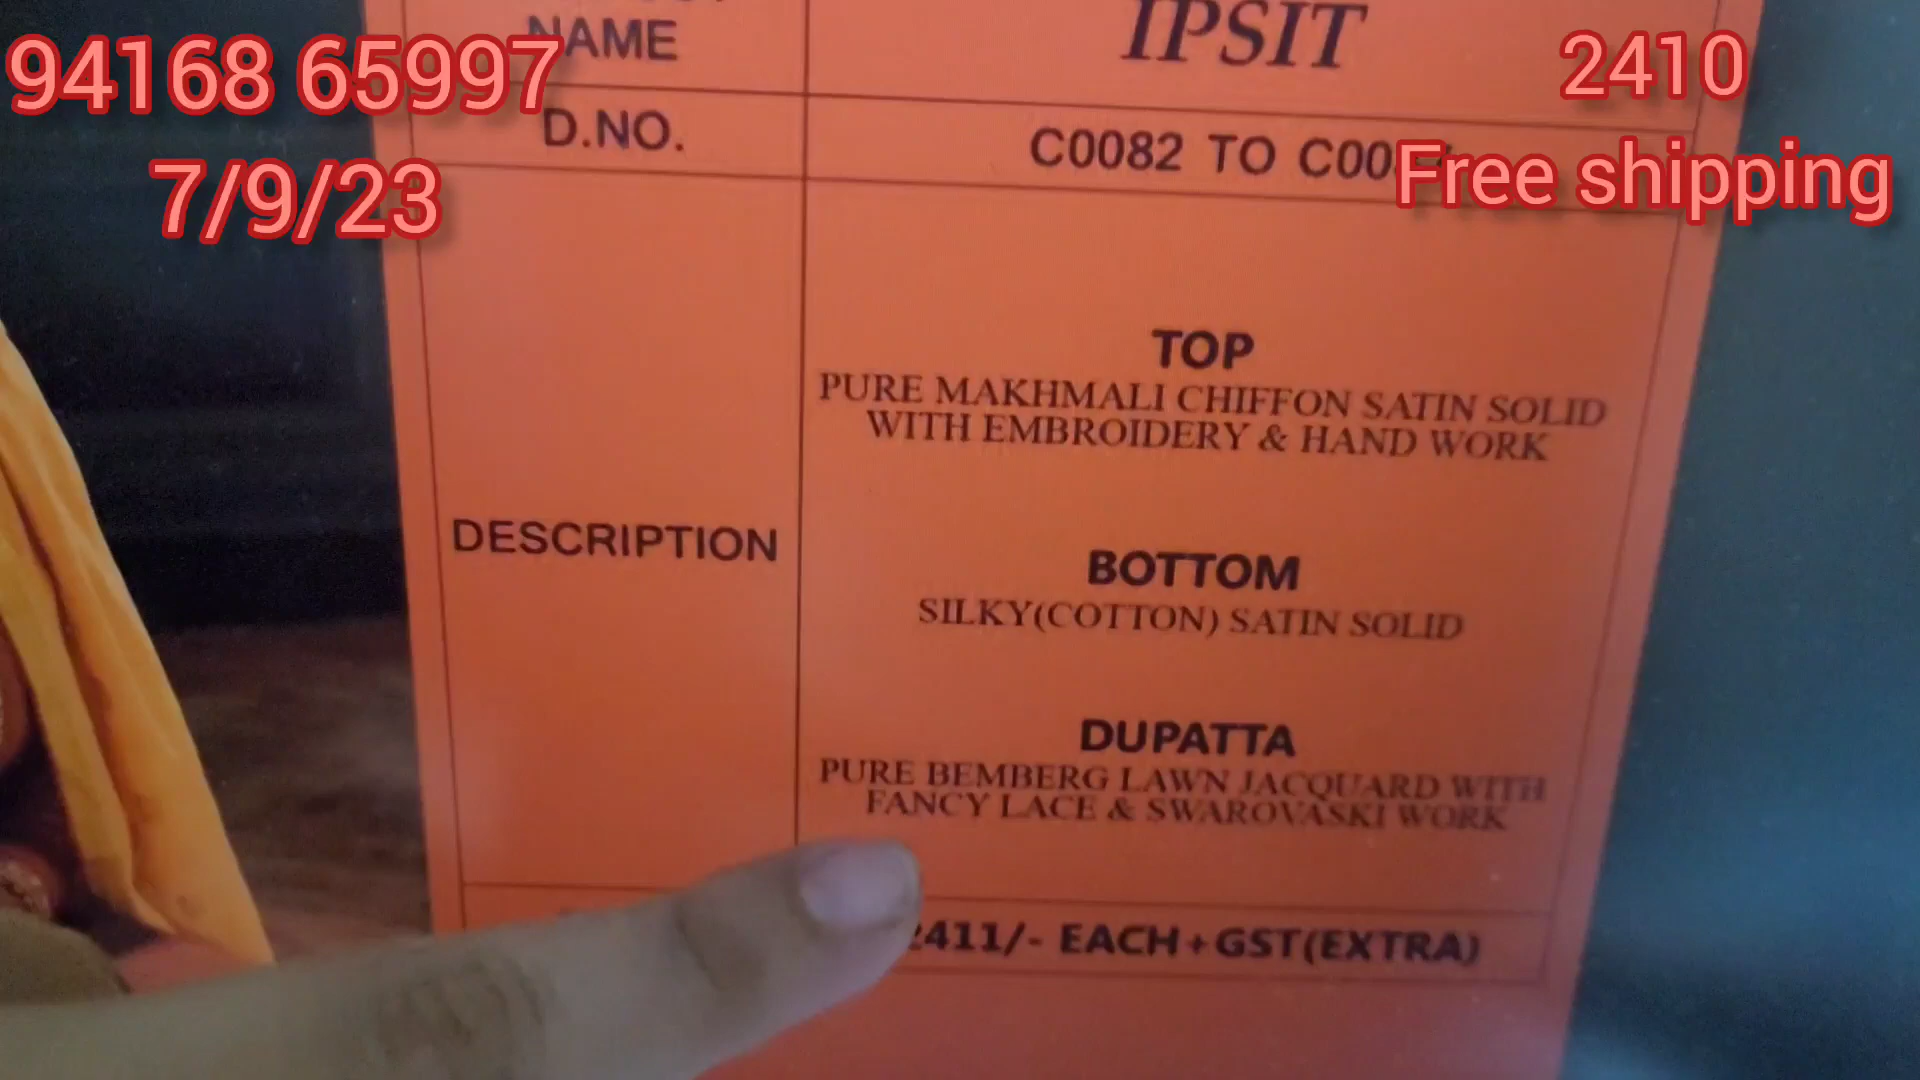 94168 65997
7/9/23
2410
Free shipping
NAME
IPSIT
D.NO.
C0082 TO
DESCRIPTION
TOP
PURE MAKHMALI CHIFFON SATIN SOLID
WITH EMBROIDERY & HAND WORK
BOTTOM
SILKY(COTTON) SATIN SOLID
DUPATTA
PURE BEMBERG LAWN JACQUARD WITH
FANCY LACE & SWAROVASKI WORK
2411/- EACH+GST(EXTRA)